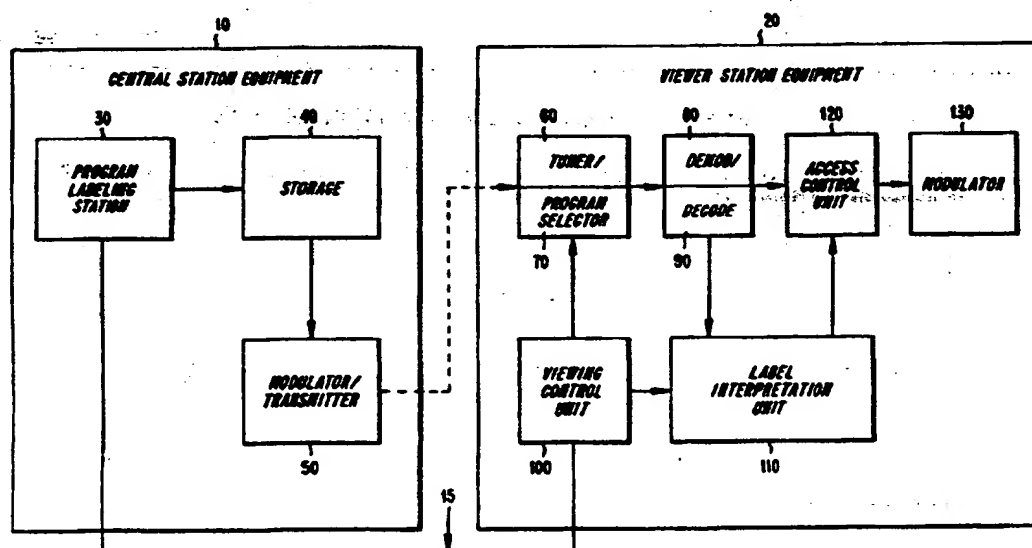 10
CENTRAL STATION EQUIPMENT
30
PROGRAM
LABELING
STATION
40
STORAGE
MODULATOR/
TRANSMITTER
50
15
20
VIEWER STATION EQUIPMENT
60
TUNER/
PROGRAM
SELECTOR
70
80
DEMOD/
DECODE
90
120
ACCESS
CONTROL
UNIT
130
MODULATOR
VIEWING
CONTROL
UNIT
100
LABEL
INTERPRETATION
UNIT
110